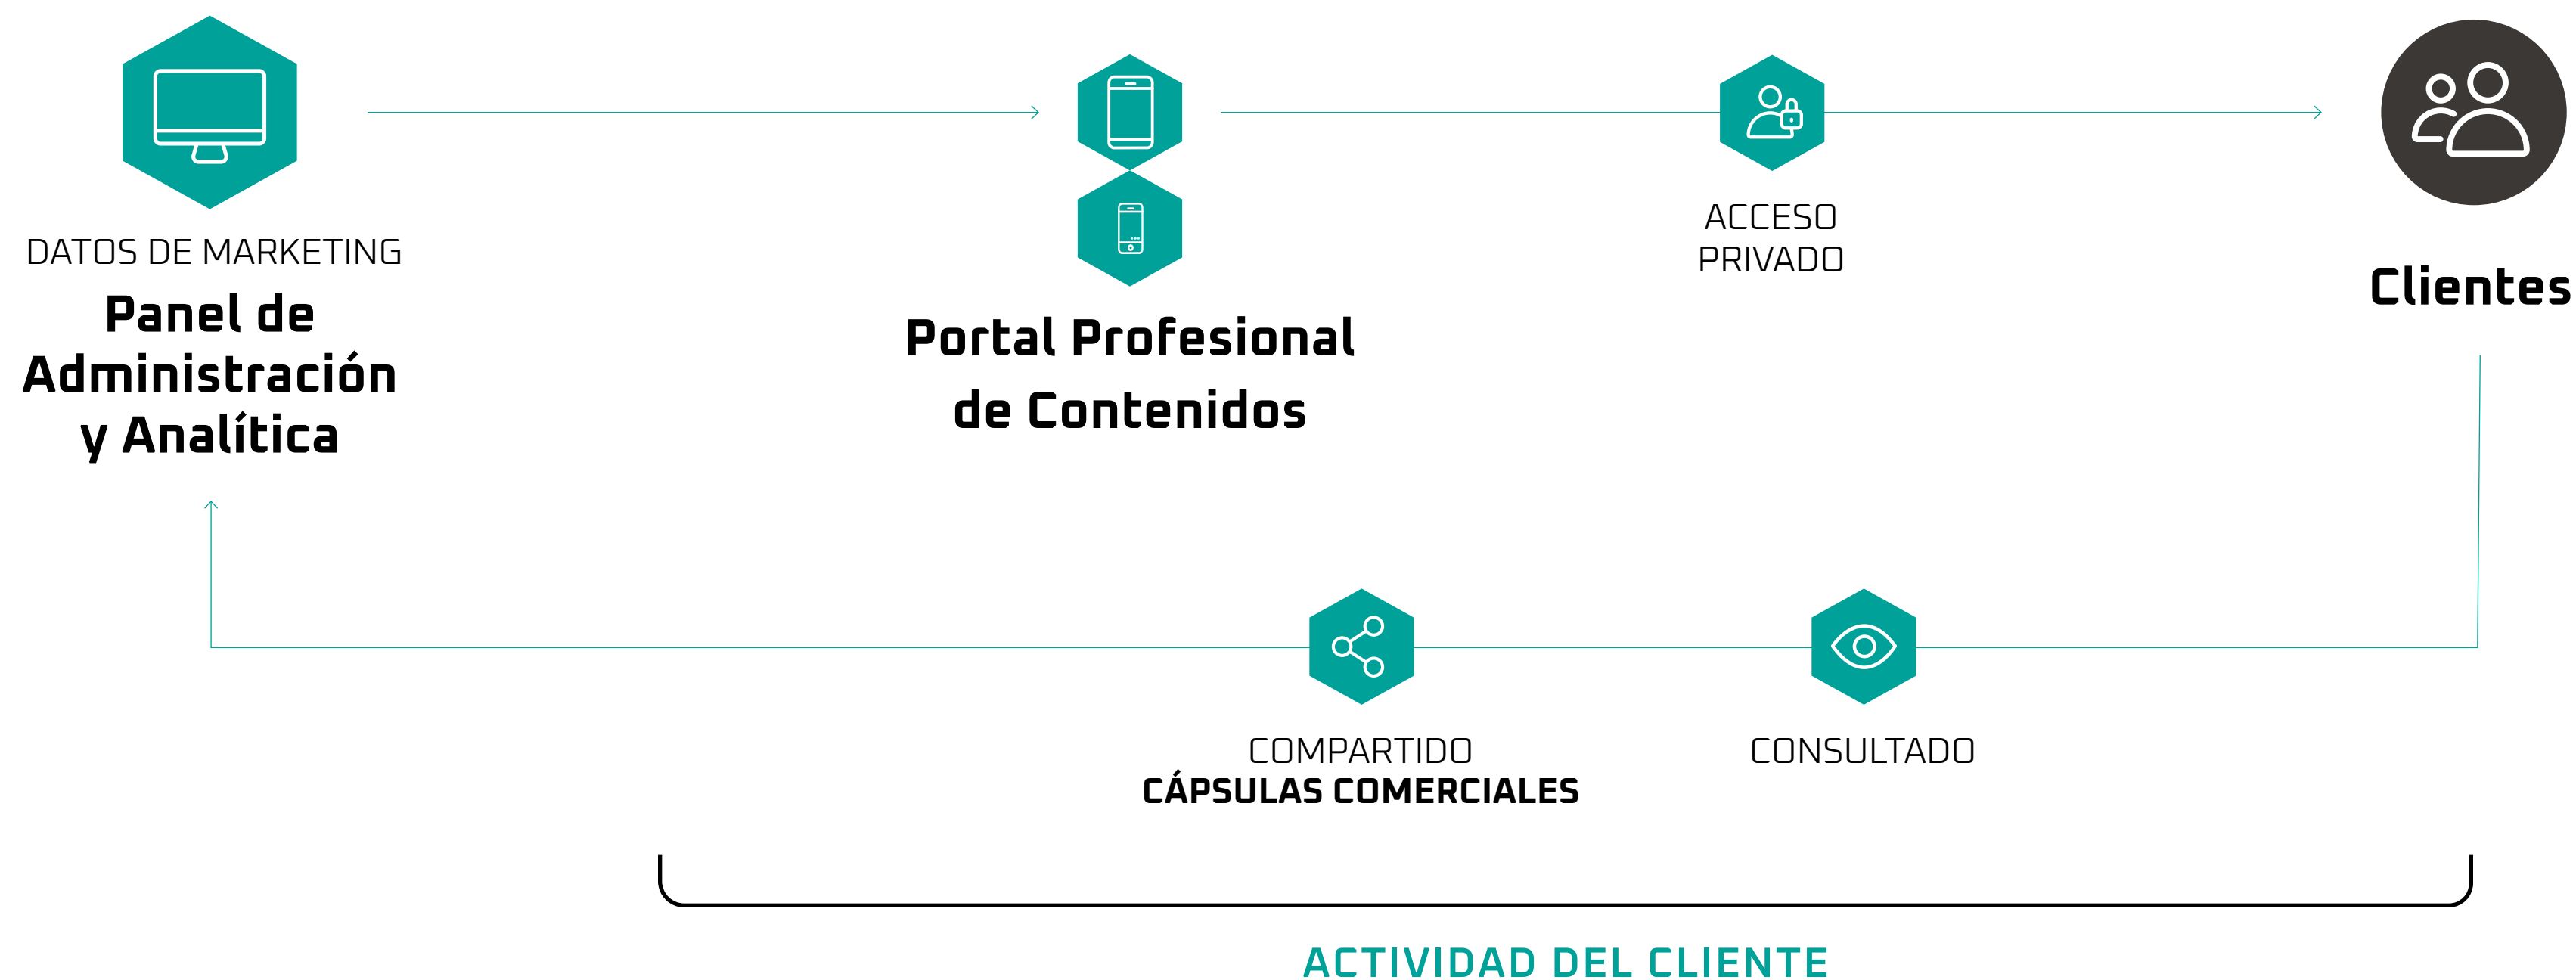 DATOS DE MARKETING
Panel de
Administración
y Analítica
Portal Profesional
de Contenidos
ACCESO
PRIVADO
Clientes
COMPARTIDO
CÁPSULAS COMERCIALES
CONSULTADO
ACTIVIDAD DEL CLIENTE